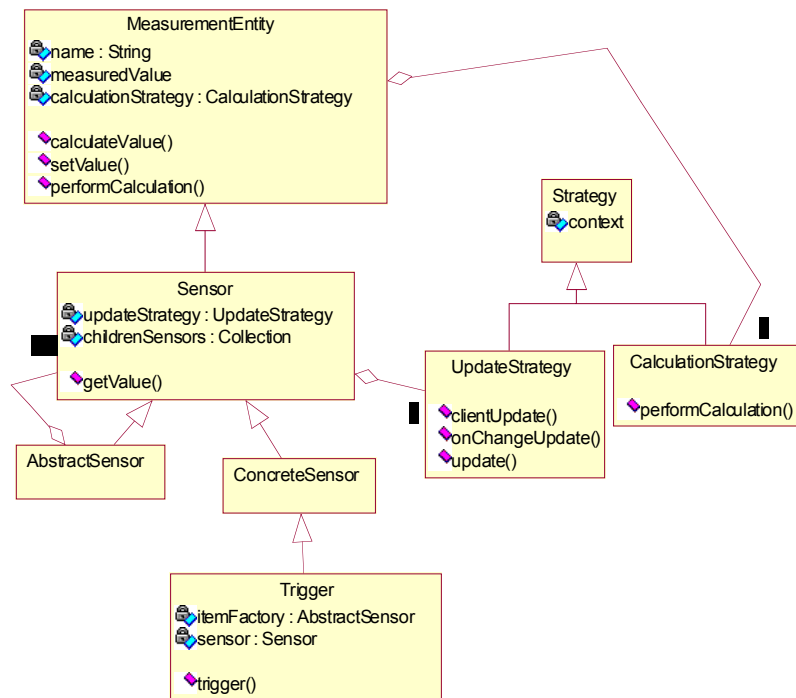 MeasurementEntity
name : String
measuredValue
calculationStrategy : CalculationStrategy
calculateValue()
setValue()
performCalculation()
Strategy
context
Sensor
updateStrategy : UpdateStrategy
childrenSensors : Collection
getValue()
UpdateStrategy
clientUpdate()
onChangeUpdate()
update()
CalculationStrategy
performCalculation()
AbstractSensor
ConcreteSensor
Trigger
itemFactory : AbstractSensor
sensor : Sensor
trigger()